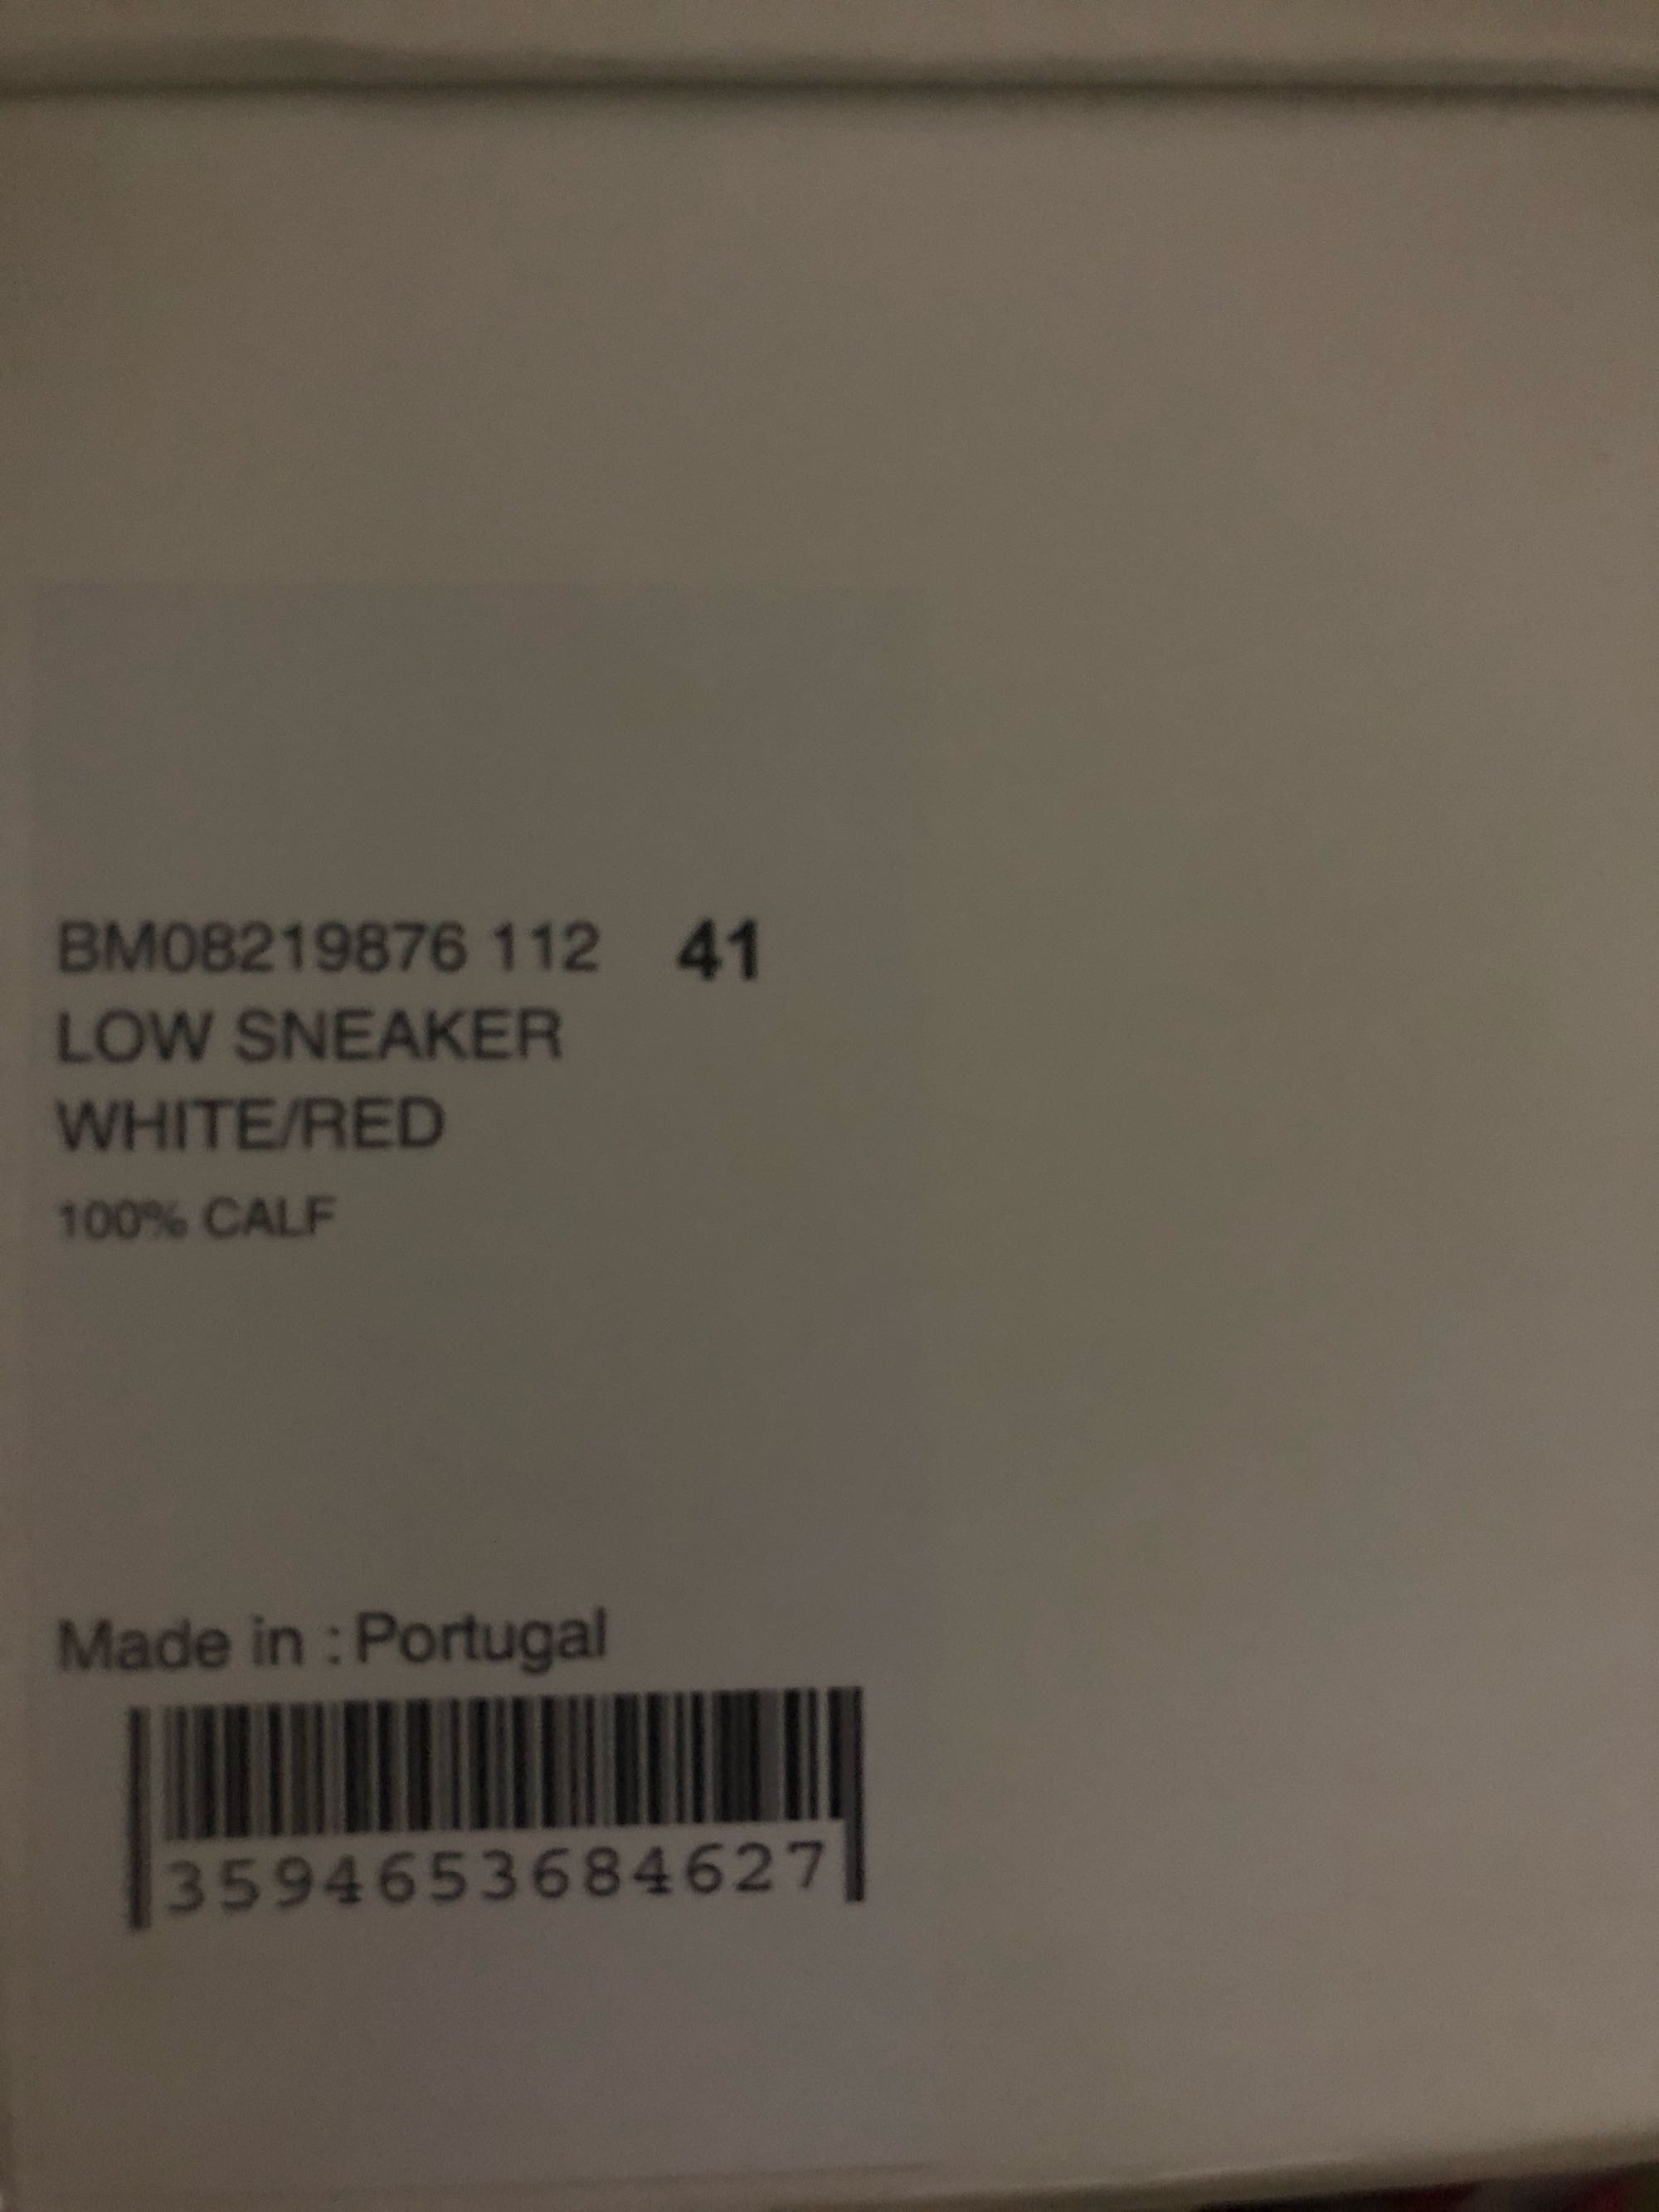 BM08219876 112 41
LOW SNEAKER
WHITE/RED
100% CALF
Made in : Portugal
3594653684627